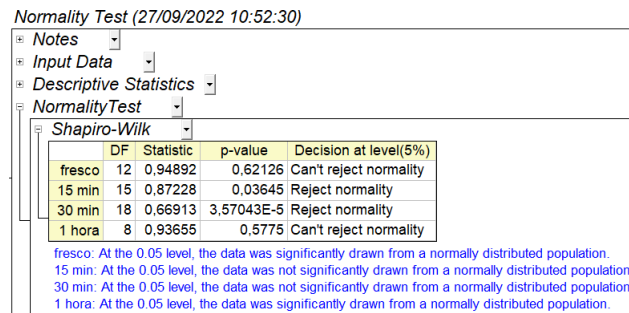 Normality Test (27/09/2022 10:52:30)
Notes
Input Data
Descriptive Statistics
NormalityTest
Shapiro-Wilk
DF Statistic p-value Decision at level(5%)
fresco 12 0,94892 0,62126 Can't reject normality
15 min 15 0,87228 0,03645 Reject normality
30 min 18 0,66913 3,57043E-5 Reject normality
1 hora 8 0,93655 0,5775 Can't reject normality
fresco: At the 0.05 level, the data was significantly drawn from a normally distributed population.
15 min: At the 0.05 level, the data was not significantly drawn from a normally distributed population
30 min: At the 0.05 level, the data was not significantly drawn from a normally distributed population
1 hora: At the 0.05 level, the data was significantly drawn from a normally distributed population.